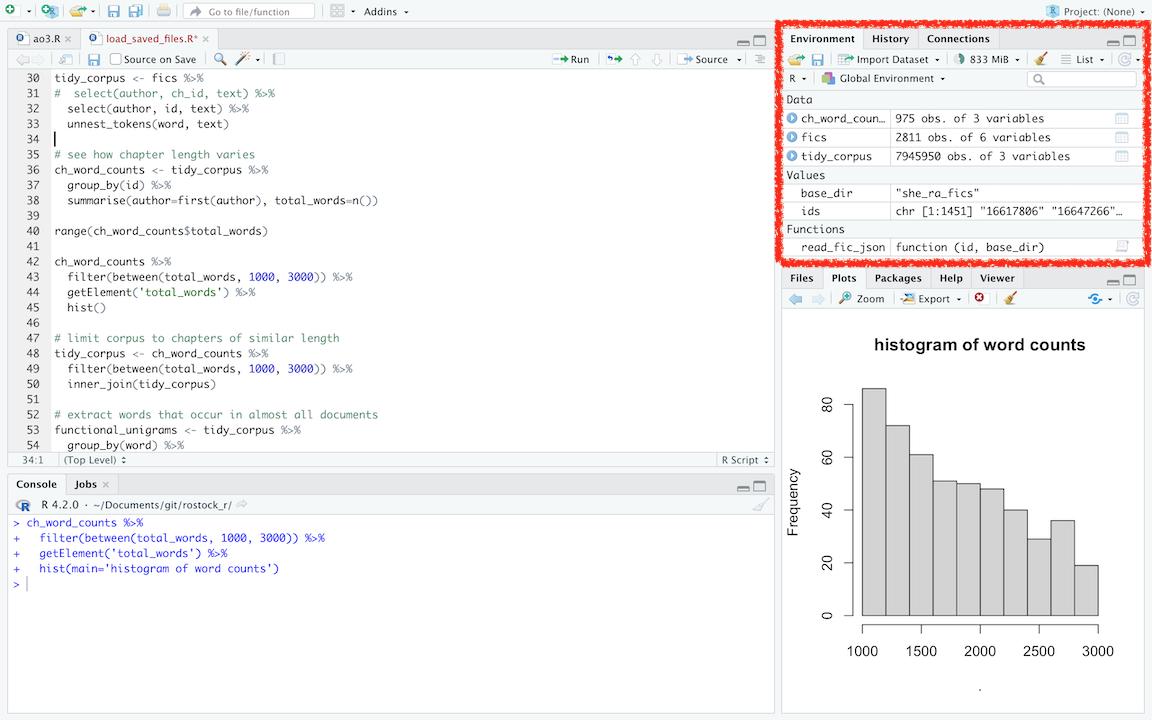 Go to file/function
Addins
Project: (None)
ao3.R
load_saved_files.R*
Source on Save
Run
Source
30 tidy_corpus <- fics %>%
31 #  select(author, ch_id, text) %>%
32   select(author, id, text) %>%
33   unnest_tokens(word, text)
34
35 # see how chapter length varies
36 ch_word_counts <- tidy_corpus %>%
37   group_by(id) %>%
38   summarise(author=first(author), total_words=n())
39
40 range(ch_word_counts$total_words)
41
42 ch_word_counts %>%
43   filter(between(total_words, 1000, 3000)) %>%
44   getElement('total_words') %>%
45   hist()
46
47 # limit corpus to chapters of similar length
48 tidy_corpus <- ch_word_counts %>%
49   filter(between(total_words, 1000, 3000)) %>%
50   inner_join(tidy_corpus)
51
52 # extract words that occur in almost all documents
53 functional_unigrams <- tidy_corpus %>%
54   group_by(word) %>%
34:1 (Top Level) R Script
Console Jobs
R 4.2.0 · ~/Documents/git/rostock_r/
> ch_word_counts %>%
+   filter(between(total_words, 1000, 3000)) %>%
+   getElement('total_words') %>%
+   hist(main='histogram of word counts')
>
Environment History Connections
Import Dataset 833 MiB List
R Global Environment
Data
ch_word_coun… 975 obs. of 3 variables
fics 2811 obs. of 6 variables
tidy_corpus 7945950 obs. of 3 variables
Values
base_dir "she_ra_fics"
ids chr [1:1451] "16617806" "16647266"…
Functions
read_fic_json function (id, base_dir)
Files Plots Packages Help Viewer
Zoom Export
histogram of word counts
Frequency
80
60
40
20
0
1000 1500 2000 2500 3000
.